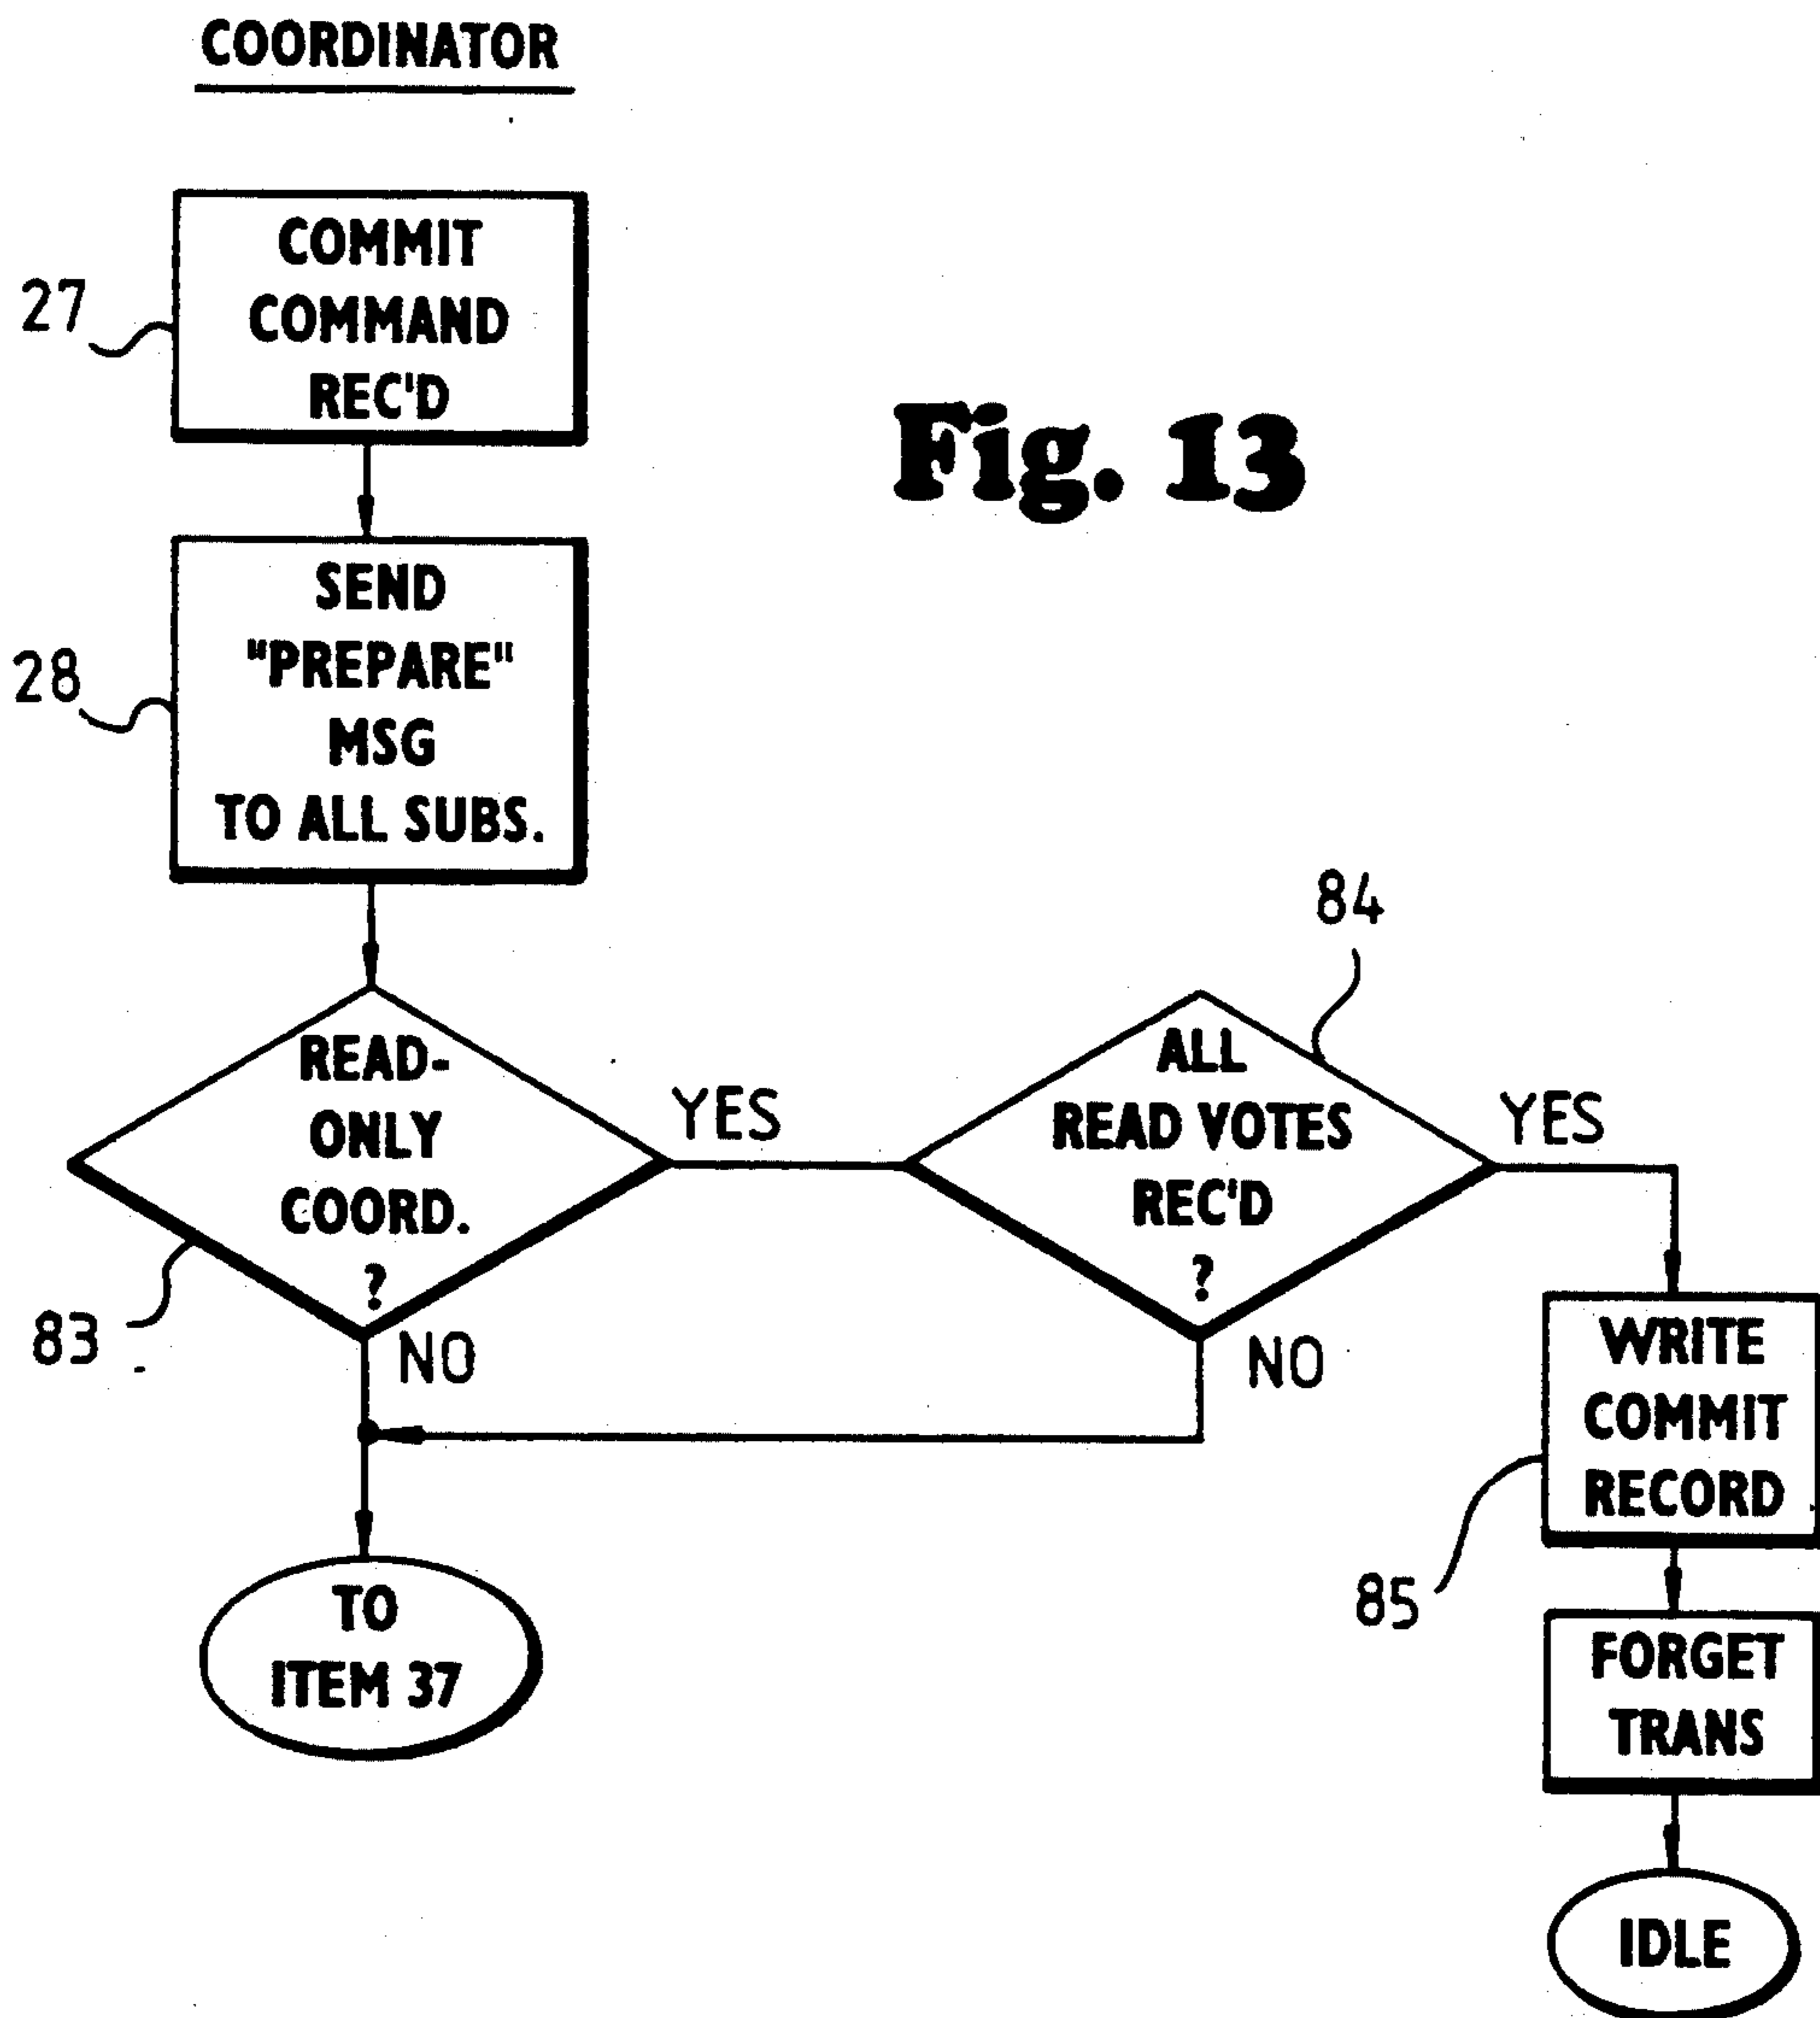 COORDINATOR
27
COMMIT
COMMAND
REC'D
Fig. 13
28
SEND
"PREPARE"
MSG
TO ALL SUBS.
83
READ-
ONLY
COORD.
?
YES
NO
84
ALL
READ VOTES
REC'D
?
YES
NO
TO
ITEM 37
85
WRITE
COMMIT
RECORD
FORGET
TRANS
IDLE